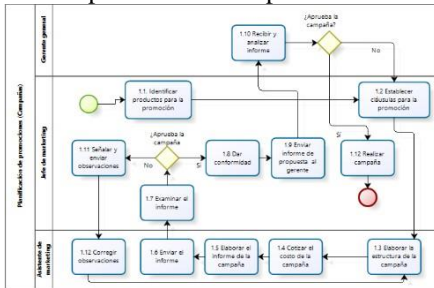 Planificación de promociones (Campañas)
Gerente general
1.10 Recibir y
analizar
informe
¿Aprueba la
campaña?
No
Sí
Jefe de marketing
1.1. Identificar
productos para la
promoción
1.2 Establecer
cláusulas para la
promoción
1.11 Señalar y
enviar
observaciones
¿Aprueba la
campaña
No
Sí
1.8 Dar
conformidad
1.9 Enviar
informe de
propuesta al
gerente
1.12 Realizar
campaña
1.7 Examinar el
informe
Asistente de
marketing
1.12 Corregir
observaciones
1.6 Enviar el
informe
1.5 Elaborar el
informe de la
campaña
1.4 Cotizar el
costo de la
campaña
1.3 Elaborar la
estructura de la
campaña